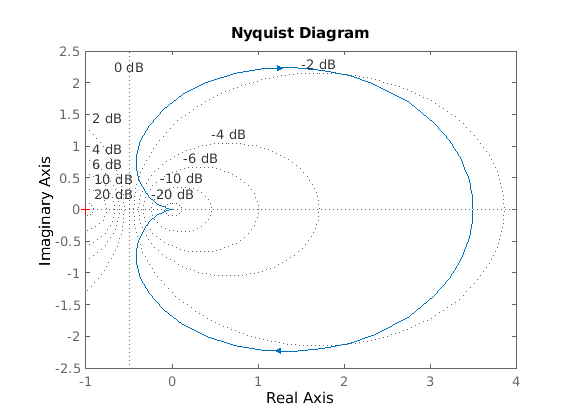 Nyquist Diagram
2.5
2
1.5
1
0.5
0
-0.5
-1
-1.5
-2
-2.5
Imaginary Axis
0 dB
-2 dB
2 dB
-4 dB
4 dB
-6 dB
6 dB
10 dB
-10 dB
20 dB
-20 dB
-1
0
1
2
3
4
Real Axis